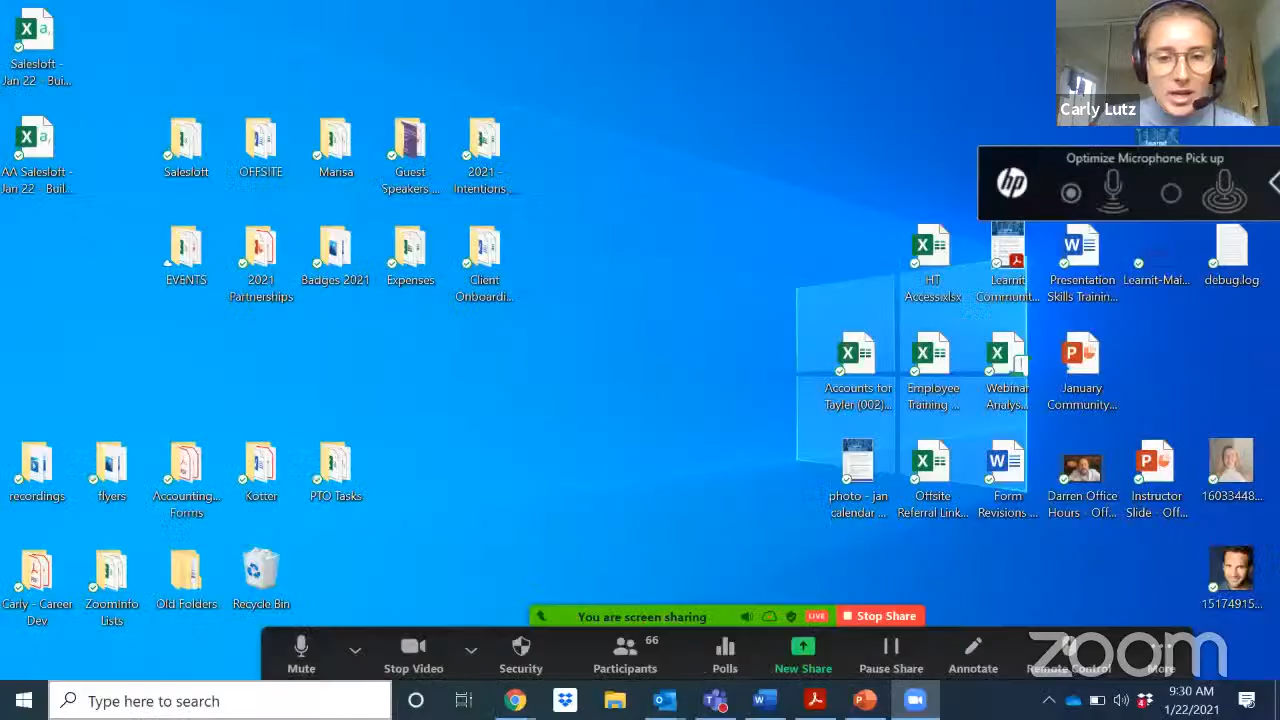 Salesloft -
Jan 22 - Bui...
Carly Lutz
AA Salesloft -
Jan 22 - Buil...
Salesloft
OFFSITE
Marisa
Guest
Speakers ...
2021 -
Intentions ...
Optimize Microphone Pick up
hp
EVENTS
2021
Partnerships
Badges 2021
Expenses
Client
Onboardi...
HT
Access.xlsx
Learnit
Communit...
Presentation
Skills Trainin...
Learnit-Mai...
debug.log
Accounts for
Tayler (002)...
Employee
Training ...
Webinar
Analys...
January
Community...
recordings
flyers
Accounting...
Forms
Kotter
PTO Tasks
photo - jan
calendar ...
Offsite
Referral Link...
Form
Revisions ...
Darren Office
Hours - Off...
Instructor
Slide - Off...
16033448...
Carly - Career
Dev
Zoominfo
Lists
Old Folders
Recycle Bin
15174915...
You are screen sharing
LIVE
Stop Share
Mute
Stop Video
Security
Participants
66
Polls
New Share
Pause Share
Annotate
Remote Control
More
zoom
Type here to search
9:30 AM
1/22/2021